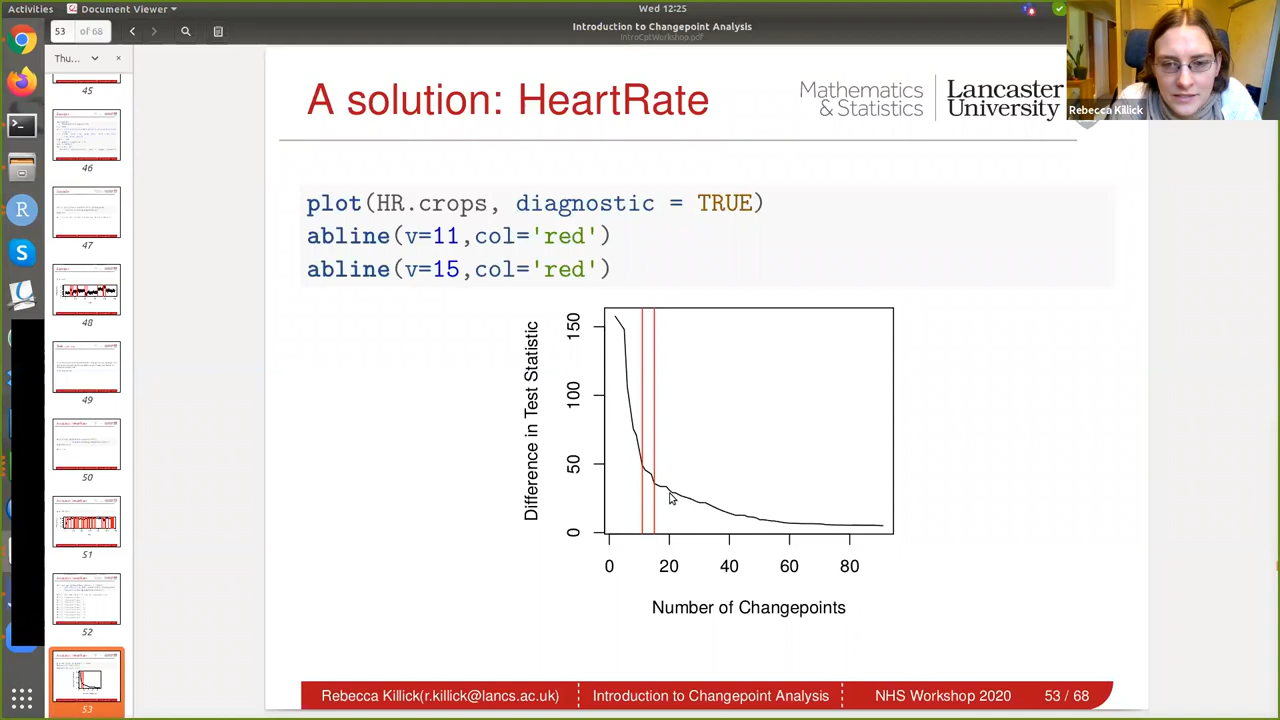 Activities
Document Viewer
Wed 12:25
53
of 68
Introduction to Changepoint Analysis
IntroCptWorkshop.pdf
Thu...
45
46
47
48
49
50
51
52
53
A solution: HeartRate
Mathematics
& Statistics
Lancaster
University
Rebecca Killick
plot(HR.crops, diagnostic = TRUE)
abline(v=11,col='red')
abline(v=15,col='red')
Difference in Test Statistic
150
100
50
0
0 20 40 60 80
Number of Changepoints
Rebecca Killick(r.killick@lancs.ac.uk)
Introduction to Changepoint Analysis
NHS Workshop 2020
53 / 68